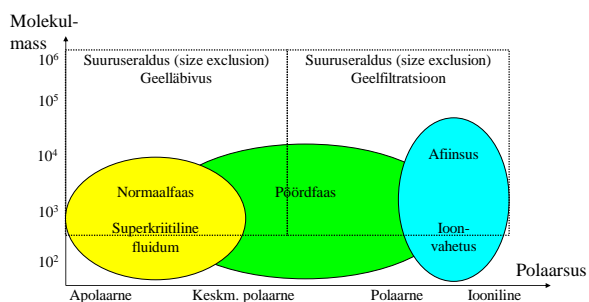 Molekul-
mass
10⁶
Suuruseraldus (size exclusion)
Geelläbivus
Suuruseraldus (size exclusion)
Geelfiltratsioon
10⁵
10⁴
10³
10²
Normaalfaas
Superkriitiline
fluidum
Pöördfaas
Afiinsus
Ioon-
vahetus
Polaarsus
Apolaarne
Keskm. polaarne
Polaarne
Iooniline